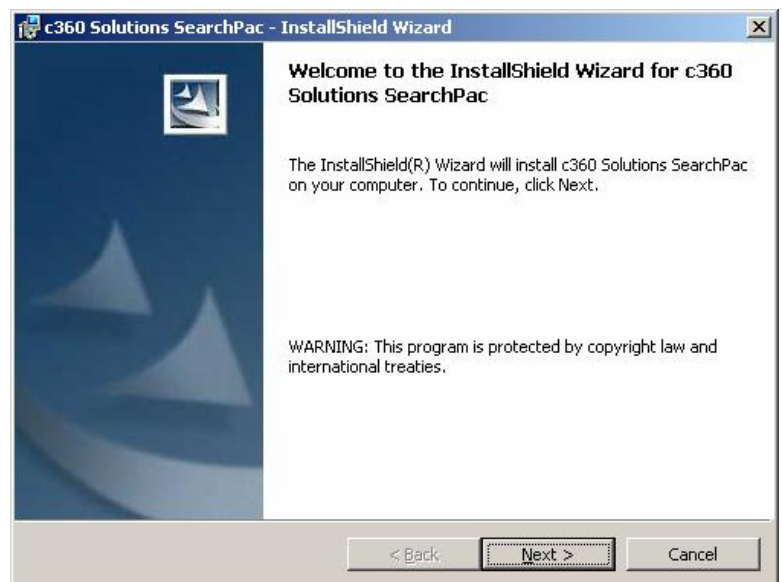 c360 Solutions SearchPac - InstallShield Wizard
Welcome to the InstallShield Wizard for c360
Solutions SearchPac
The InstallShield(R) Wizard will install c360 Solutions SearchPac
on your computer. To continue, click Next.
WARNING: This program is protected by copyright law and
international treaties.
< Back
Next >
Cancel